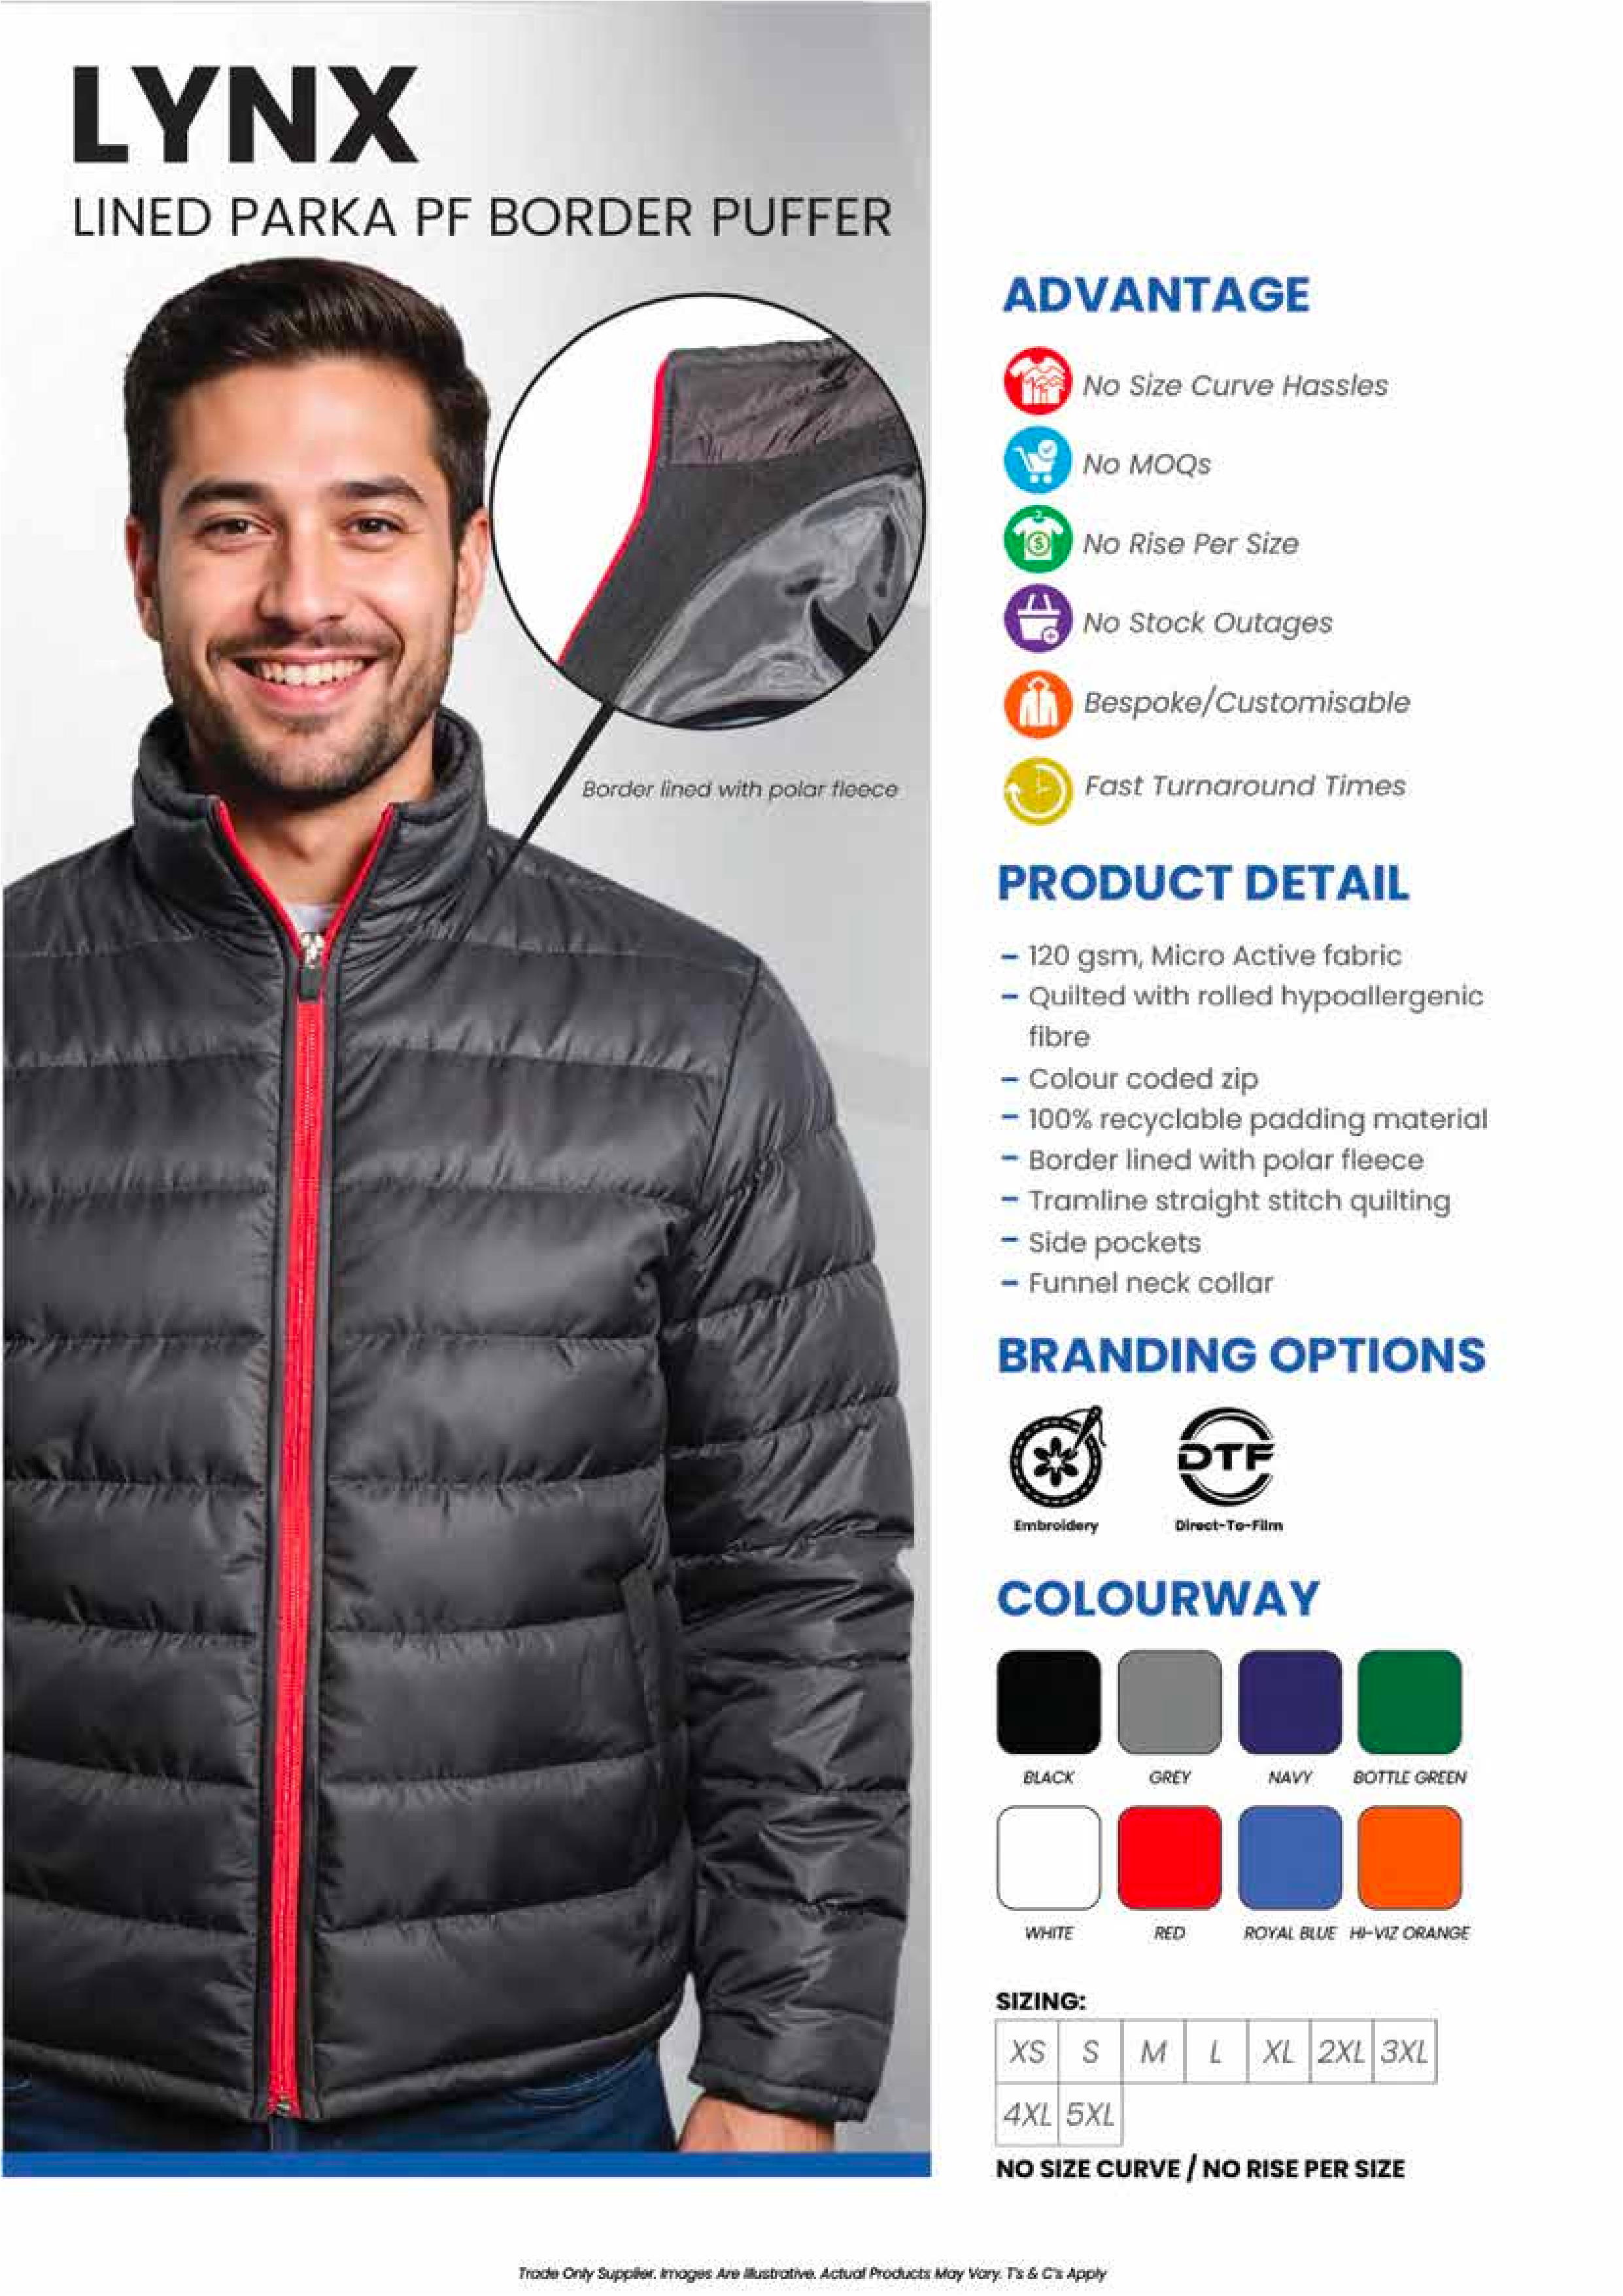 LYNX
LINED PARKA PF BORDER PUFFER
Border lined with polar fleece
ADVANTAGE
No Size Curve Hassles
No MOQs
No Rise Per Size
No Stock Outages
Bespoke/Customisable
Fast Turnaround Times
PRODUCT DETAIL
– 120 gsm, Micro Active fabric
– Quilted with rolled hypoallergenic
fibre
– Colour coded zip
– 100% recyclable padding material
– Border lined with polar fleece
– Tramline straight stitch quilting
– Side pockets
– Funnel neck collar
BRANDING OPTIONS
DTF
Embroidery Direct-To-Film
COLOURWAY
BLACK GREY NAVY BOTTLE GREEN
WHITE RED ROYAL BLUE HI-VIZ ORANGE
SIZING:
XS S M L XL 2XL 3XL
4XL 5XL
NO SIZE CURVE / NO RISE PER SIZE
Trade Only Supplier. Images Are Illustrative. Actual Products May Vary. T's & C's Apply